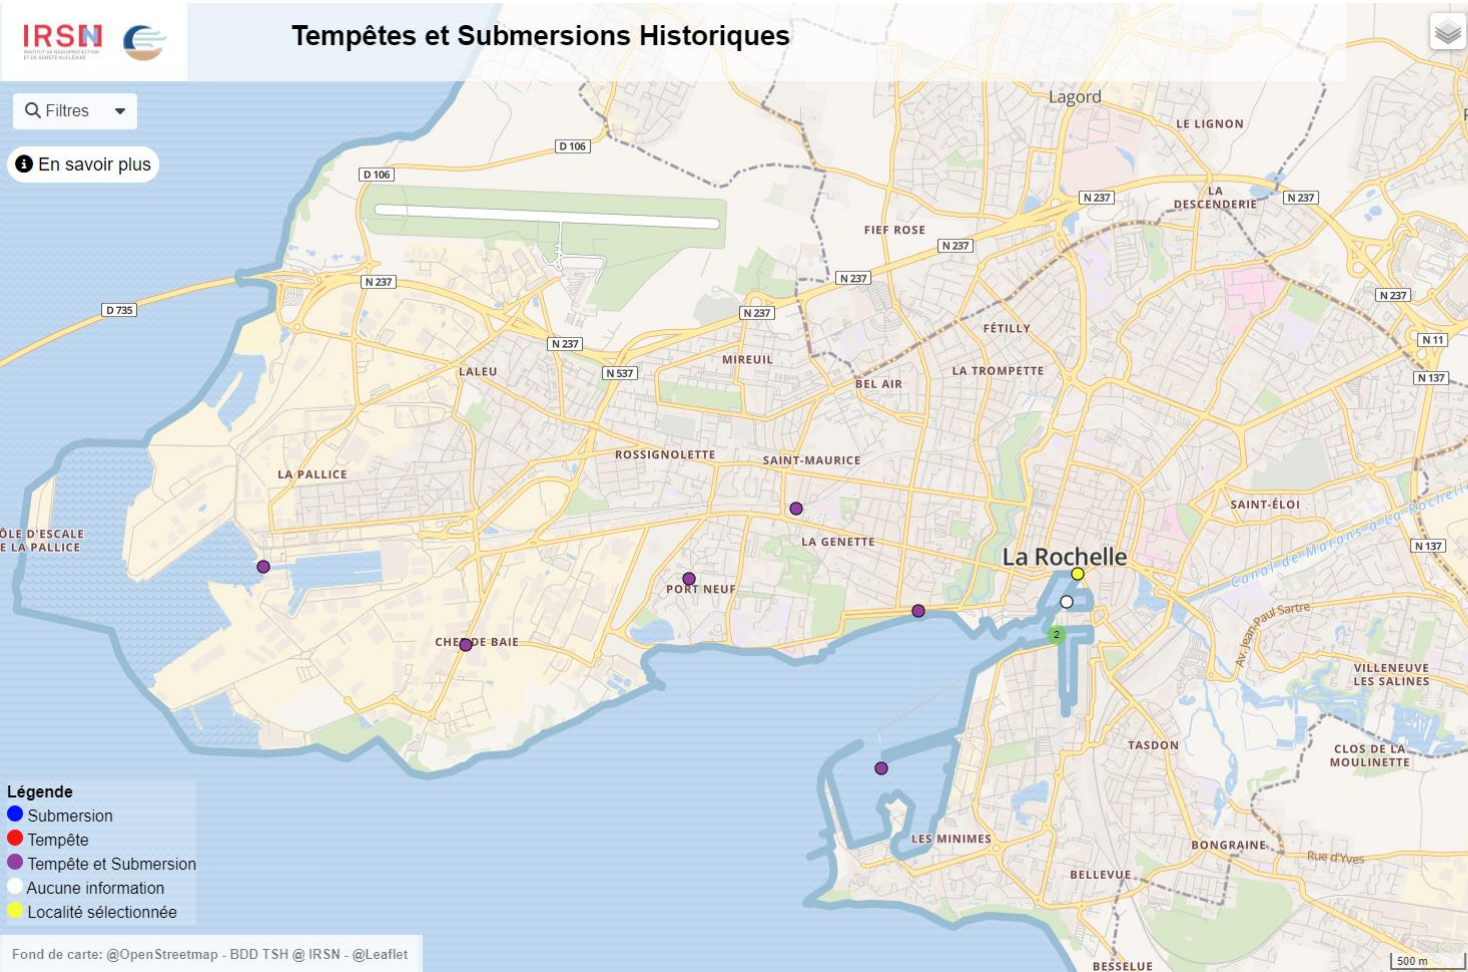 IRSN
INSTITUT DE RADIOPROTECTION
ET DE SÛRETÉ NUCLÉAIRE
Tempêtes et Submersions Historiques
Filtres
En savoir plus
Lagord
LE LIGNON
D 106
D 106
LA
DESCENDERIE
N 237
N 237
FIEF ROSE
N 237
N 237
N 237
N 237
D 735
N 237
FÉTILLY
N 11
N 237
MIREUIL
LALEU
N 537
LA TROMPETTE
N 137
BEL AIR
ROSSIGNOLETTE
SAINT-MAURICE
LA PALLICE
SAINT-ÉLOI
ÔLE D'ESCALE
E LA PALLICE
LA GENETTE
N 137
La Rochelle
Canal de Marans à La Rochelle
PORT NEUF
Av. Jean-Paul Sartre
2
CHEF DE BAIE
VILLENEUVE
LES SALINES
TASDON
CLOS DE LA
MOULINETTE
LES MINIMES
BONGRAINE
Rue d'Yves
BELLEVUE
BESSELUE
Légende
Submersion
Tempête
Tempête et Submersion
Aucune information
Localité sélectionnée
Fond de carte: @OpenStreetmap - BDD TSH @ IRSN - @Leaflet
500 m